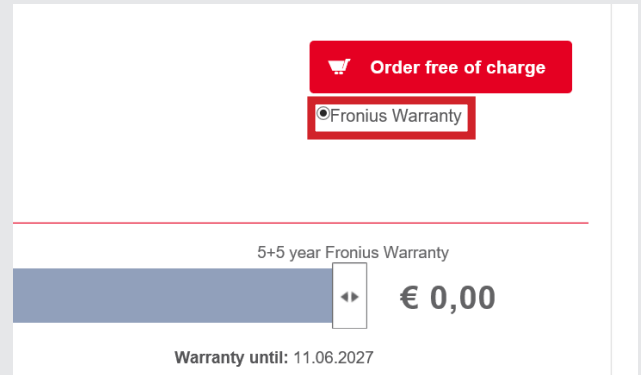 Order free of charge
Fronius Warranty
5+5 year Fronius Warranty
€ 0,00
Warranty until: 11.06.2027